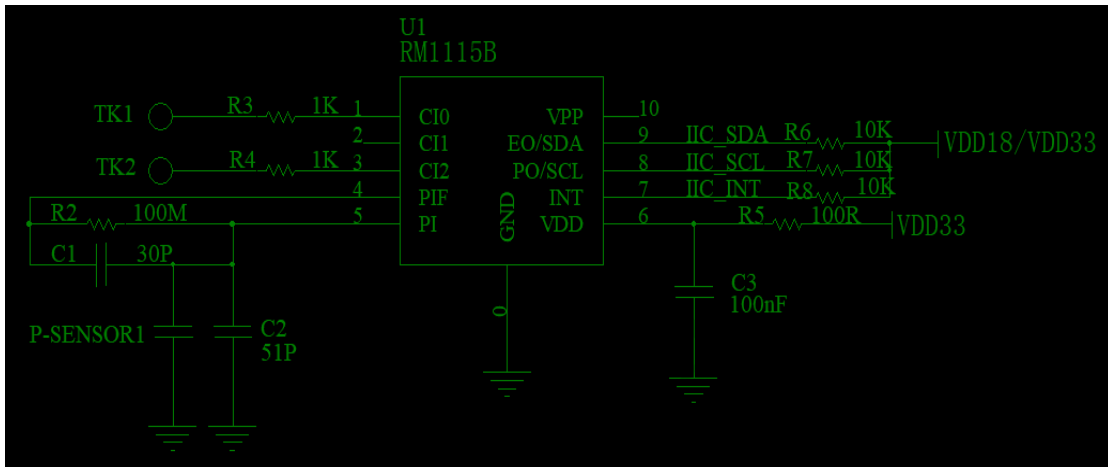 U1
RM1115B
TK1 R3 1K 1 CI0 VPP 10
2 CI1 EO/SDA 9 IIC_SDA R6 10K VDD18/VDD33
TK2 R4 1K 3 CI2 PO/SCL 8 IIC_SCL R7 10K
4 PIF INT 7 IIC_INT R8 10K
R2 100M 5 PI GND VDD 6 R5 100R VDD33
C1 30P
C3
100nF
0
P-SENSOR1 C2
51P